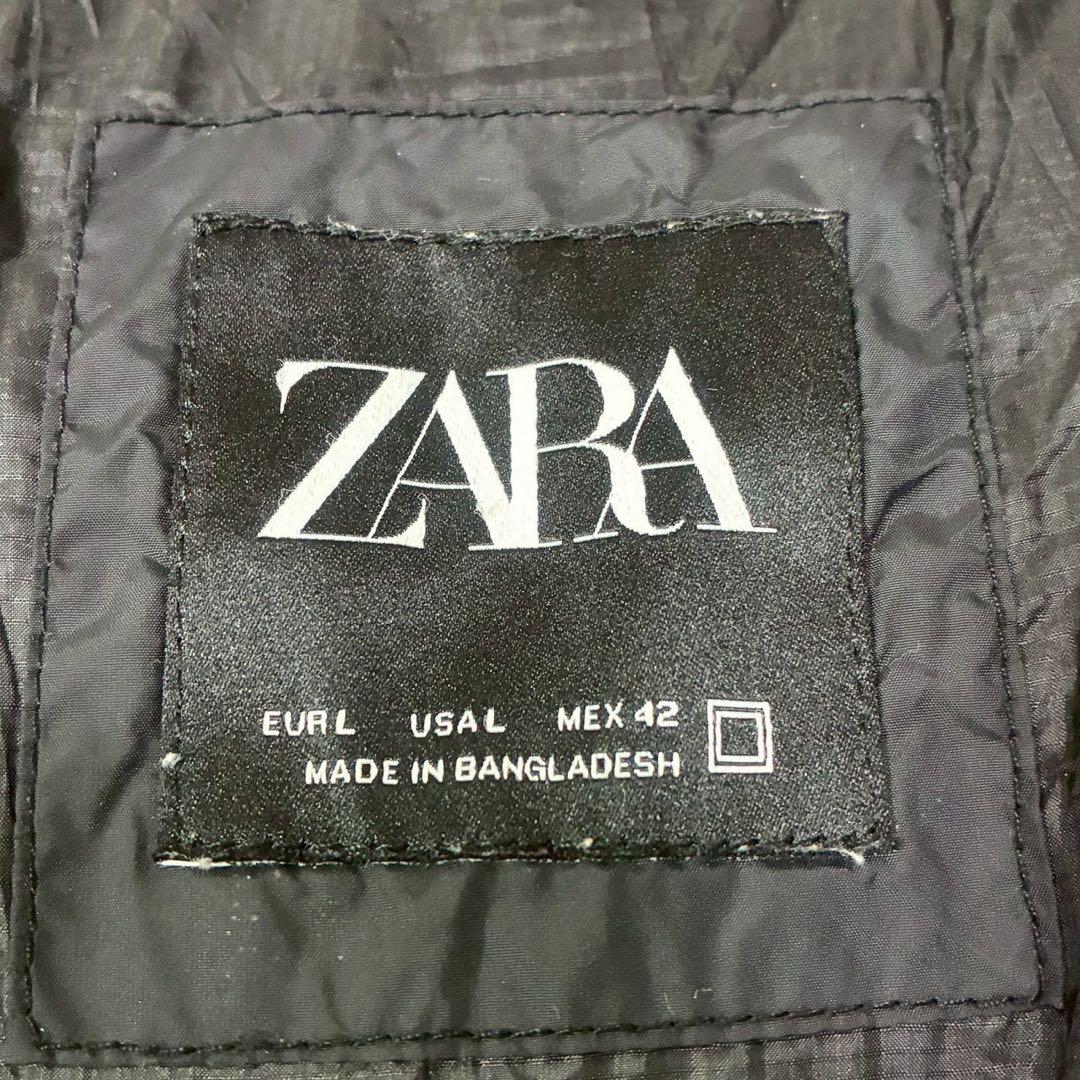 ZARA
EUR L USA L MEX 42
MADE IN BANGLADESH